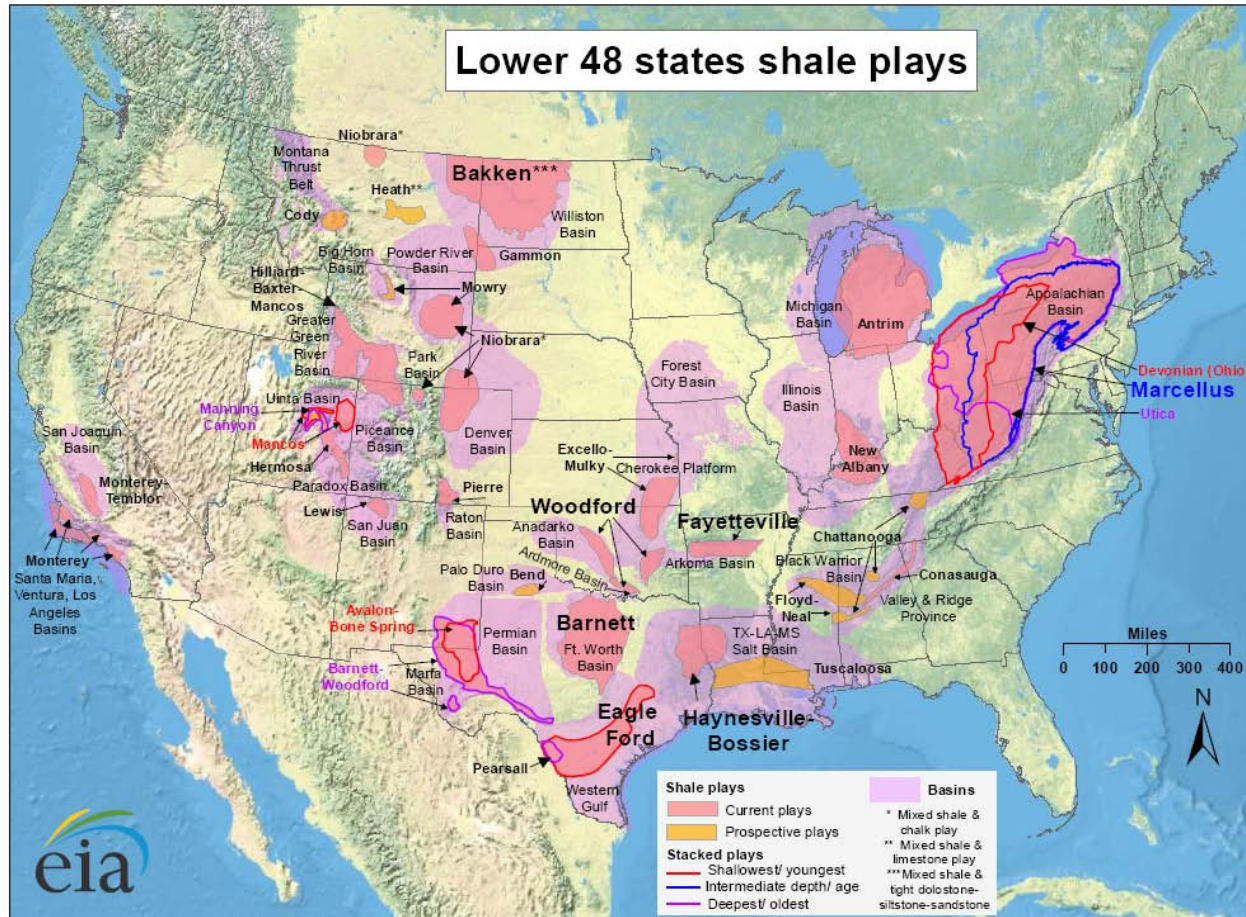 Lower 48 states shale plays
Niobrara*
Montana
Thrust
Belt
Bakken***
Heath**
Cody
Williston
Basin
Big Horn
Basin
Powder River
Basin
Gammon
Hilliard-
Baxter-
Mancos
Mowry
Greater
Green
River
Basin
Park
Basin
Niobrara*
Michigan
Basin
Antrim
Appalachian
Basin
Devonian (Ohio
Marcellus
Utica
Forest
City Basin
Illinois
Basin
Uinta Basin
Manning
Canyon
Mancos
Piceance
Basin
Denver
Basin
San Joaquin
Basin
Hermosa
Excello-
Mulky
Cherokee Platform
New
Albany
Monterey-
Temblor
Paradox Basin
Lewis
San Juan
Basin
Pierre
Raton
Basin
Woodford
Anadarko
Basin
Fayetteville
Arkoma Basin
Chattanooga
Monterey
Santa Maria,
Ventura, Los
Angeles
Basins
Palo Duro
Basin
Bend
Ardmore Basin
Black Warrior
Basin
Conasauga
Floyd-
Neal
Valley & Ridge
Province
Avalon-
Bone Spring
Permian
Basin
Barnett
Ft. Worth
Basin
TX-LA-MS
Salt Basin
Tuscaloosa
Barnett-
Woodford
Marfa
Basin
Eagle
Ford
Haynesville-
Bossier
Pearsall
Western
Gulf
Miles
0 100 200 300 400
N
Shale plays
Current plays
Prospective plays
Stacked plays
Shallowest/ youngest
Intermediate depth/ age
Deepest/ oldest
Basins
* Mixed shale &
chalk play
** Mixed shale &
limestone play
***Mixed shale &
tight dolostone-
siltstone-sandstone
eia